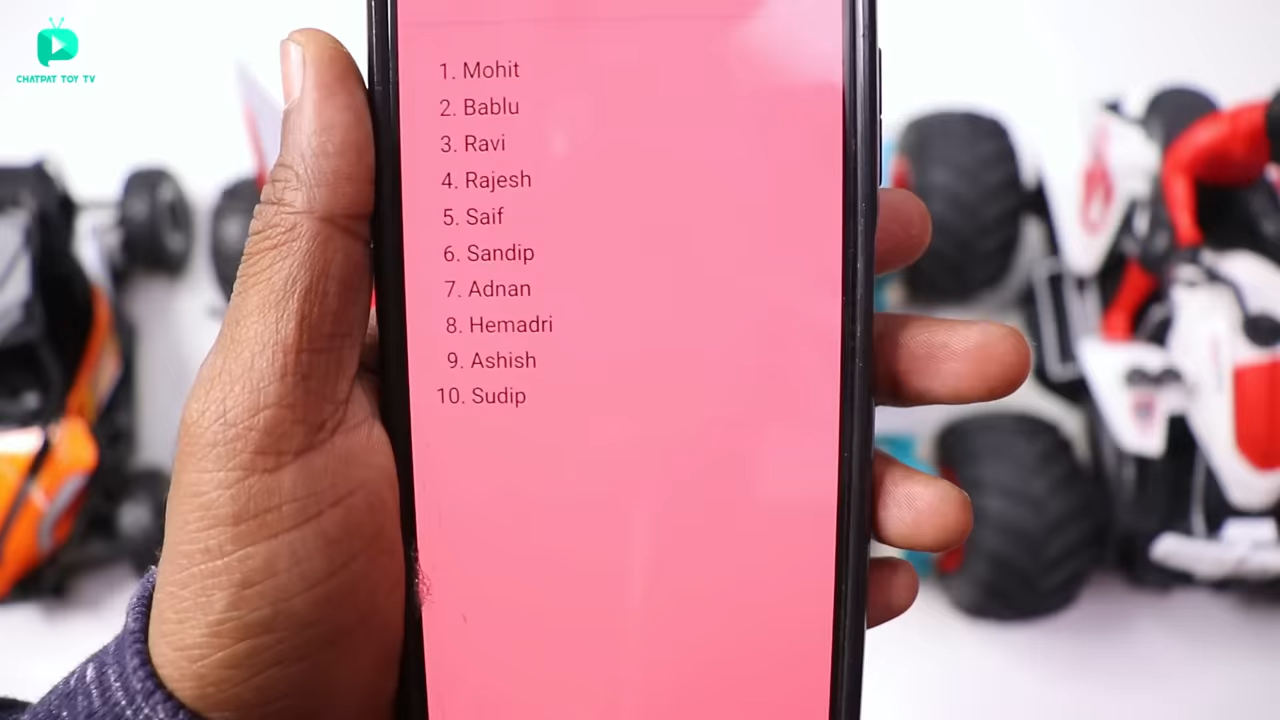 CHATPAT TOY TV
1. Mohit
2. Bablu
3. Ravi
4. Rajesh
5. Saif
6. Sandip
7. Adnan
8. Hemadri
9. Ashish
10. Sudip